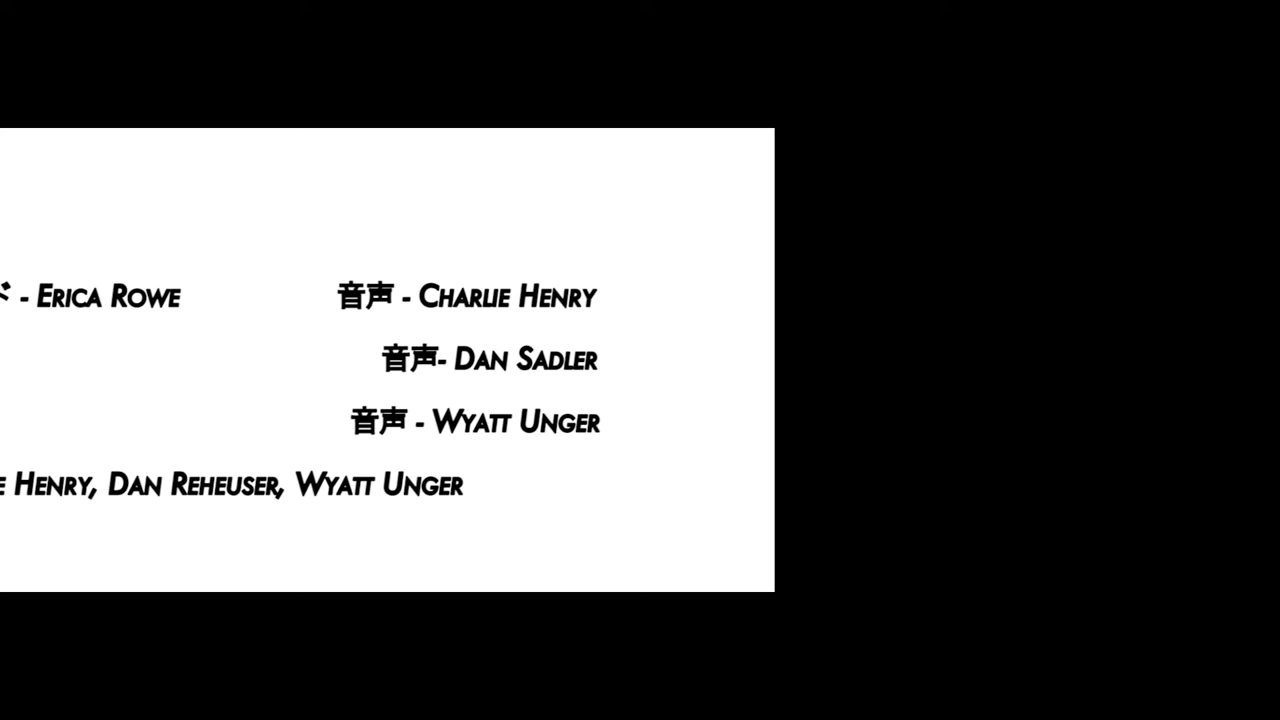 ド - Erica Rowe 音声 - Charlie Henry
音声- Dan Sadler
音声 - Wyatt Unger
Henry, Dan Reheuser, Wyatt Unger